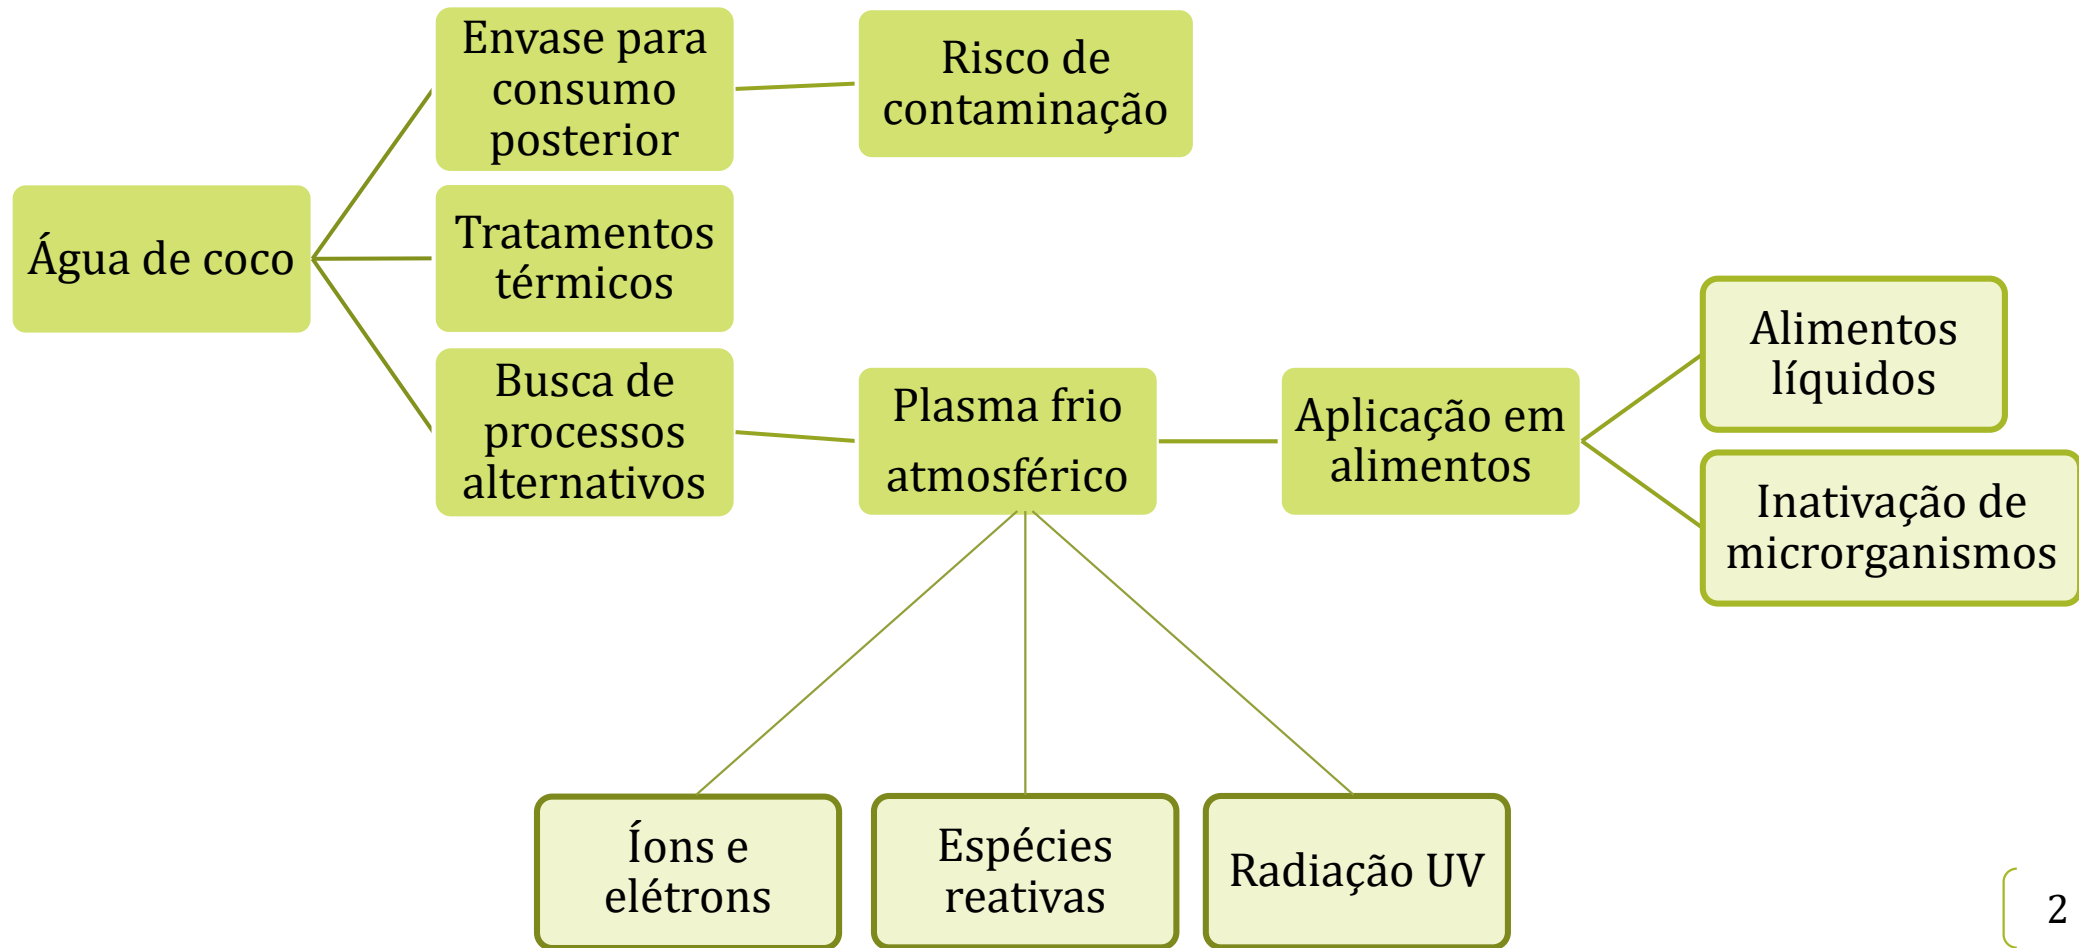 Envase para
consumo
posterior
Risco de
contaminação
Água de coco
Tratamentos
térmicos
Busca de
processos
alternativos
Plasma frio
atmosférico
Aplicação em
alimentos
Alimentos
líquidos
Inativação de
microrganismos
Íons e
elétrons
Espécies
reativas
Radiação UV
2